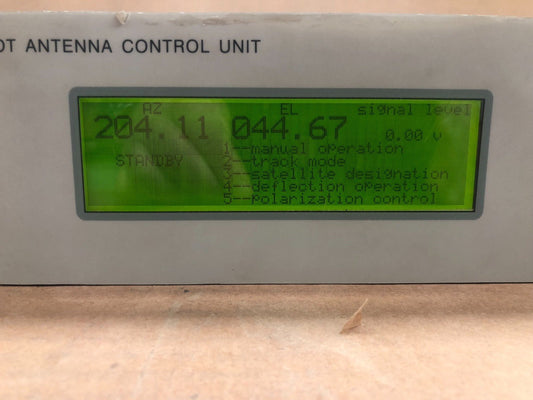 OT ANTENNA CONTROL UNIT
AZ EL signal level
204.11 044.67 0.00 v
1--manual operation
STANDBY 2--track mode
3--satellite designation
4--deflection operation
5--polarization control